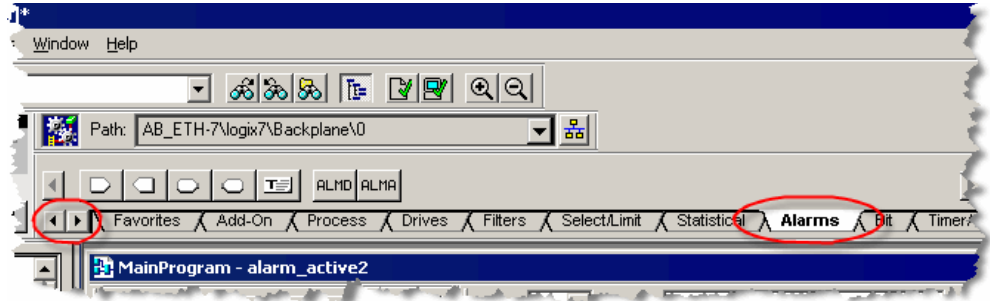 Window Help
Path: AB_ETH-7\logix7\Backplane\0
ALMD ALMA
Favorites Add-On Process Drives Filters Select/Limit Statistical Alarms Bit Timer/
MainProgram - alarm_active2